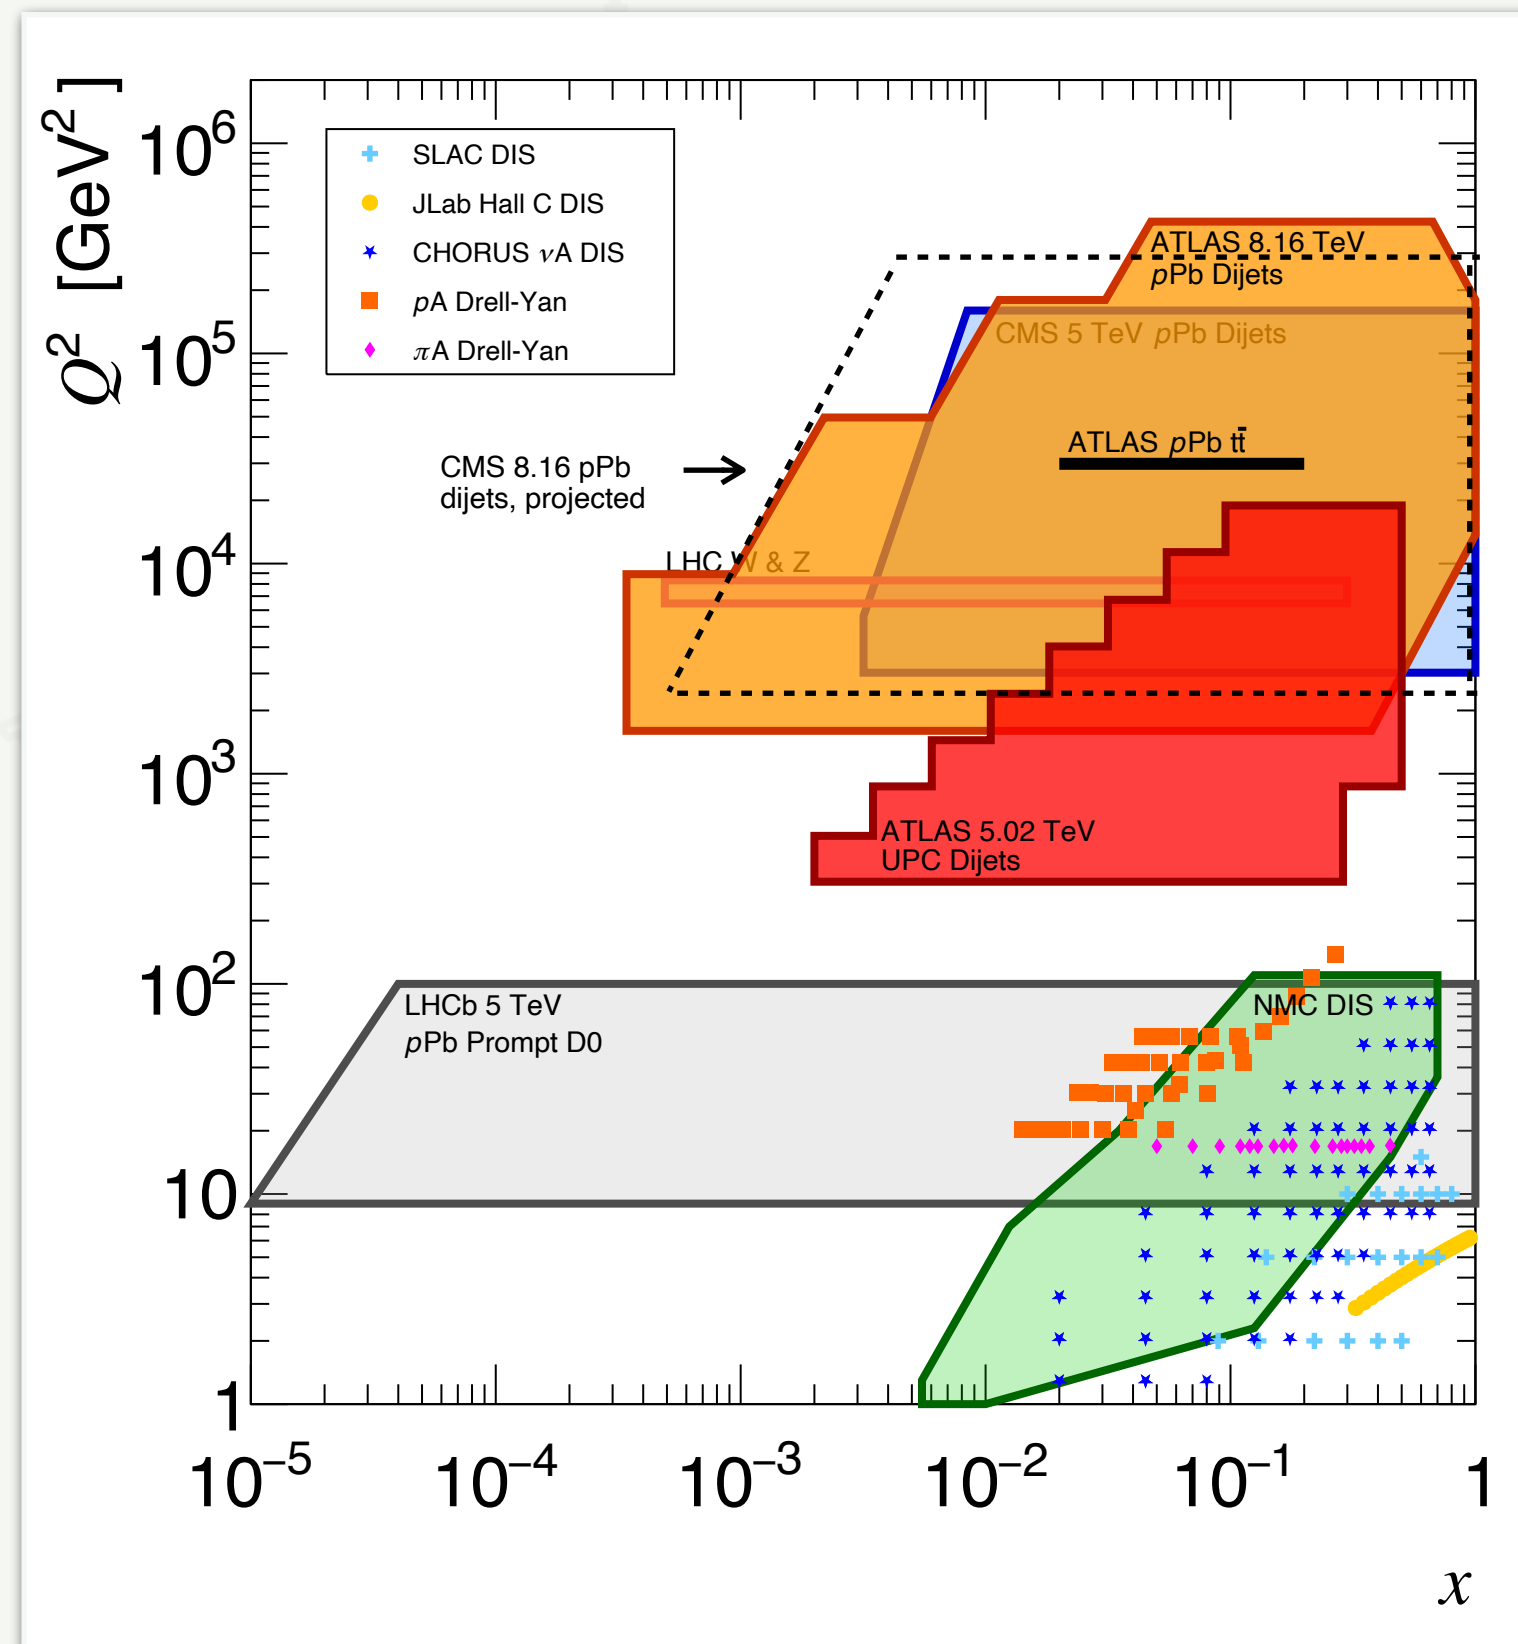 Q² [GeV²]
10⁶
10⁵
10⁴
10³
10²
10
1
SLAC DIS
JLab Hall C DIS
CHORUS νA DIS
pA Drell-Yan
πA Drell-Yan
ATLAS 8.16 TeV
pPb Dijets
CMS 5 TeV pPb Dijets
ATLAS pPb tt̄
CMS 8.16 pPb
dijets, projected
LHC W & Z
ATLAS 5.02 TeV
UPC Dijets
LHCb 5 TeV
pPb Prompt D0
NMC DIS
10⁻⁵ 10⁻⁴ 10⁻³ 10⁻² 10⁻¹ 1
x